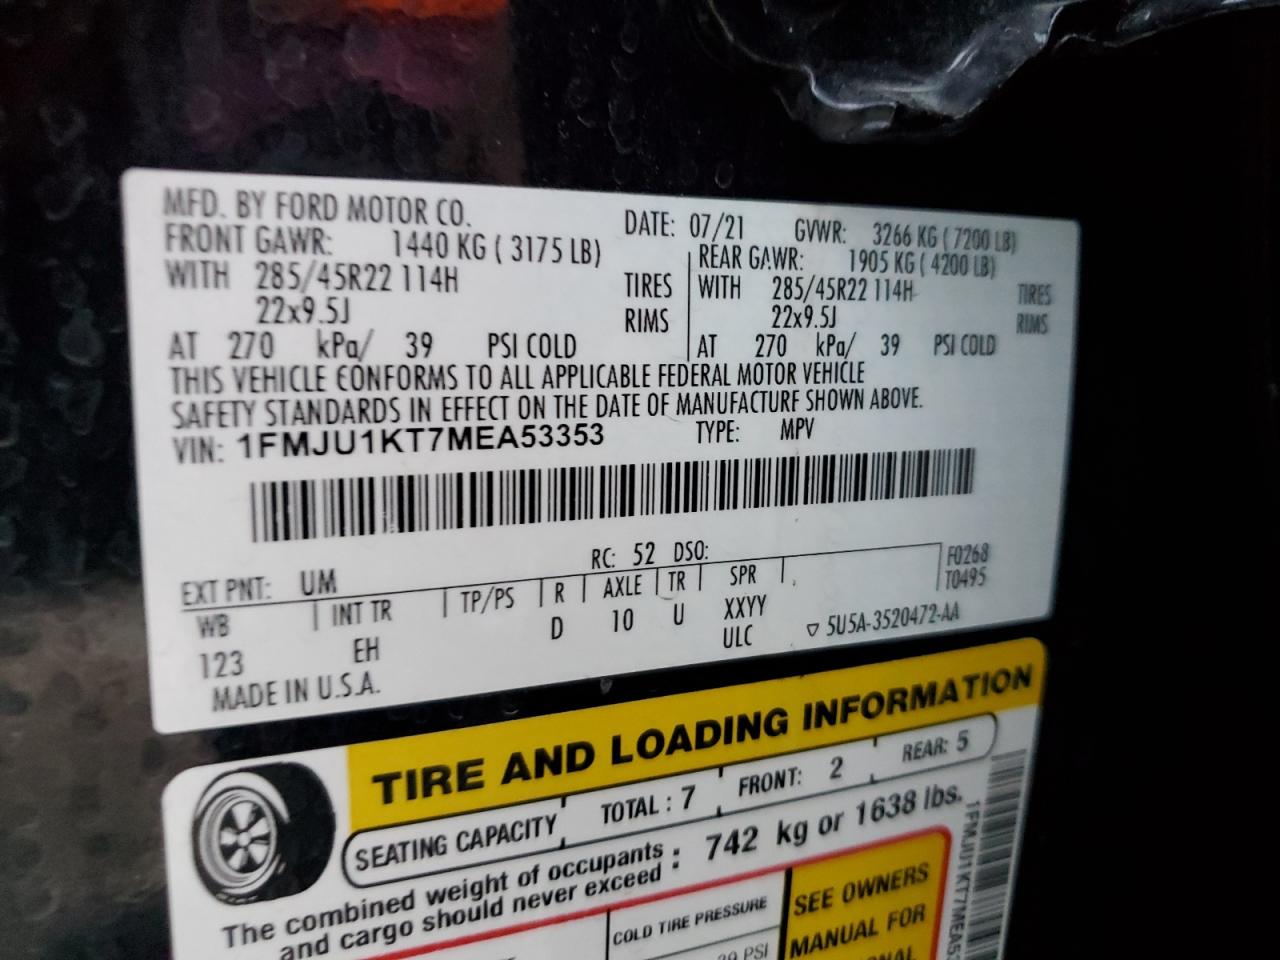 MFD. BY FORD MOTOR CO. DATE: 07/21 GVWR: 3266 KG ( 7200 LB)
FRONT GAWR: 1440 KG ( 3175 LB) REAR GAWR: 1905 KG ( 4200 LB)
WITH 285/45R22 114H TIRES WITH 285/45R22 114H TIRES
22x9.5J RIMS 22x9.5J RIMS
AT 270 kPa/ 39 PSI COLD AT 270 kPa/ 39 PSI COLD
THIS VEHICLE CONFORMS TO ALL APPLICABLE FEDERAL MOTOR VEHICLE
SAFETY STANDARDS IN EFFECT ON THE DATE OF MANUFACTURE SHOWN ABOVE.
VIN: 1FMJU1KT7MEA53353 TYPE: MPV
RC: 52 DSO: F0268
EXT PNT: UM T0495
WB INT TR TP/PS R AXLE TR SPR
123 EH D 10 U XXYY
ULC 5U5A-3520472-AA
MADE IN U.S.A.
TIRE AND LOADING INFORMATION
SEATING CAPACITY TOTAL : 7 FRONT: 2 REAR: 5
The combined weight of occupants
and cargo should never exceed : 742 kg or 1638 lbs.
COLD TIRE PRESSURE
PSI
SEE OWNERS
MANUAL FOR
1FMJU1KT7MEA5